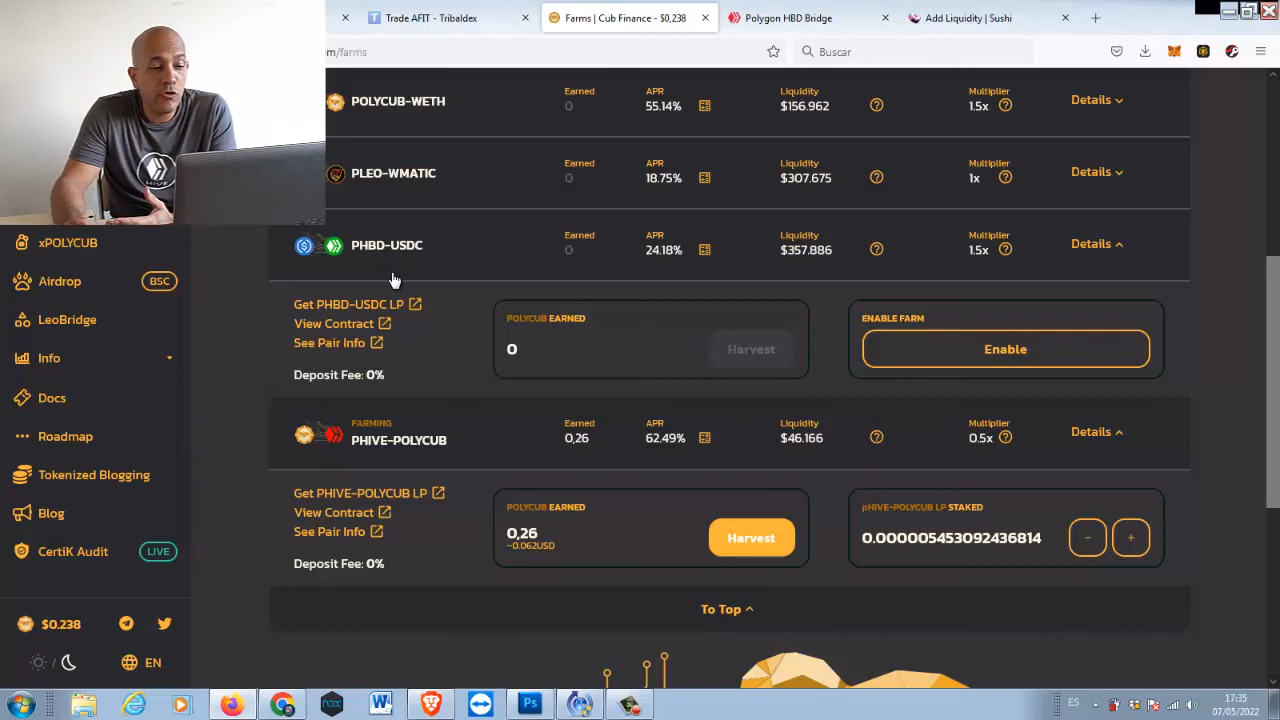 Trade AFIT - Tribaldex
Farms | Cub Finance - $0,238
Polygon HBD Bridge
Add Liquidity | Sushi
om/farms
Buscar
HIVE
POLYCUB-WETH
Earned
0
APR
55.14%
Liquidity
$156.962
Multiplier
1.5x
Details
PLEO-WMATIC
Earned
0
APR
18.75%
Liquidity
$307.675
Multiplier
1x
Details
PHBD-USDC
Earned
0
APR
24.18%
Liquidity
$357.886
Multiplier
1.5x
Details
Get PHBD-USDC LP
View Contract
See Pair Info
Deposit Fee: 0%
POLYCUB EARNED
0
Harvest
ENABLE FARM
Enable
FARMING
PHIVE-POLYCUB
Earned
0,26
APR
62.49%
Liquidity
$46.166
Multiplier
0.5x
Details
Get PHIVE-POLYCUB LP
View Contract
See Pair Info
Deposit Fee: 0%
POLYCUB EARNED
0,26
~0.062USD
Harvest
pHIVE-POLYCUB LP STAKED
0.000005453092436814
-
+
To Top
xPOLYCUB
Airdrop
BSC
LeoBridge
Info
Docs
Roadmap
Tokenized Blogging
Blog
CertiK Audit
LIVE
$0.238
/
EN
nox
W
Ps
ES
17:35
07/05/2022